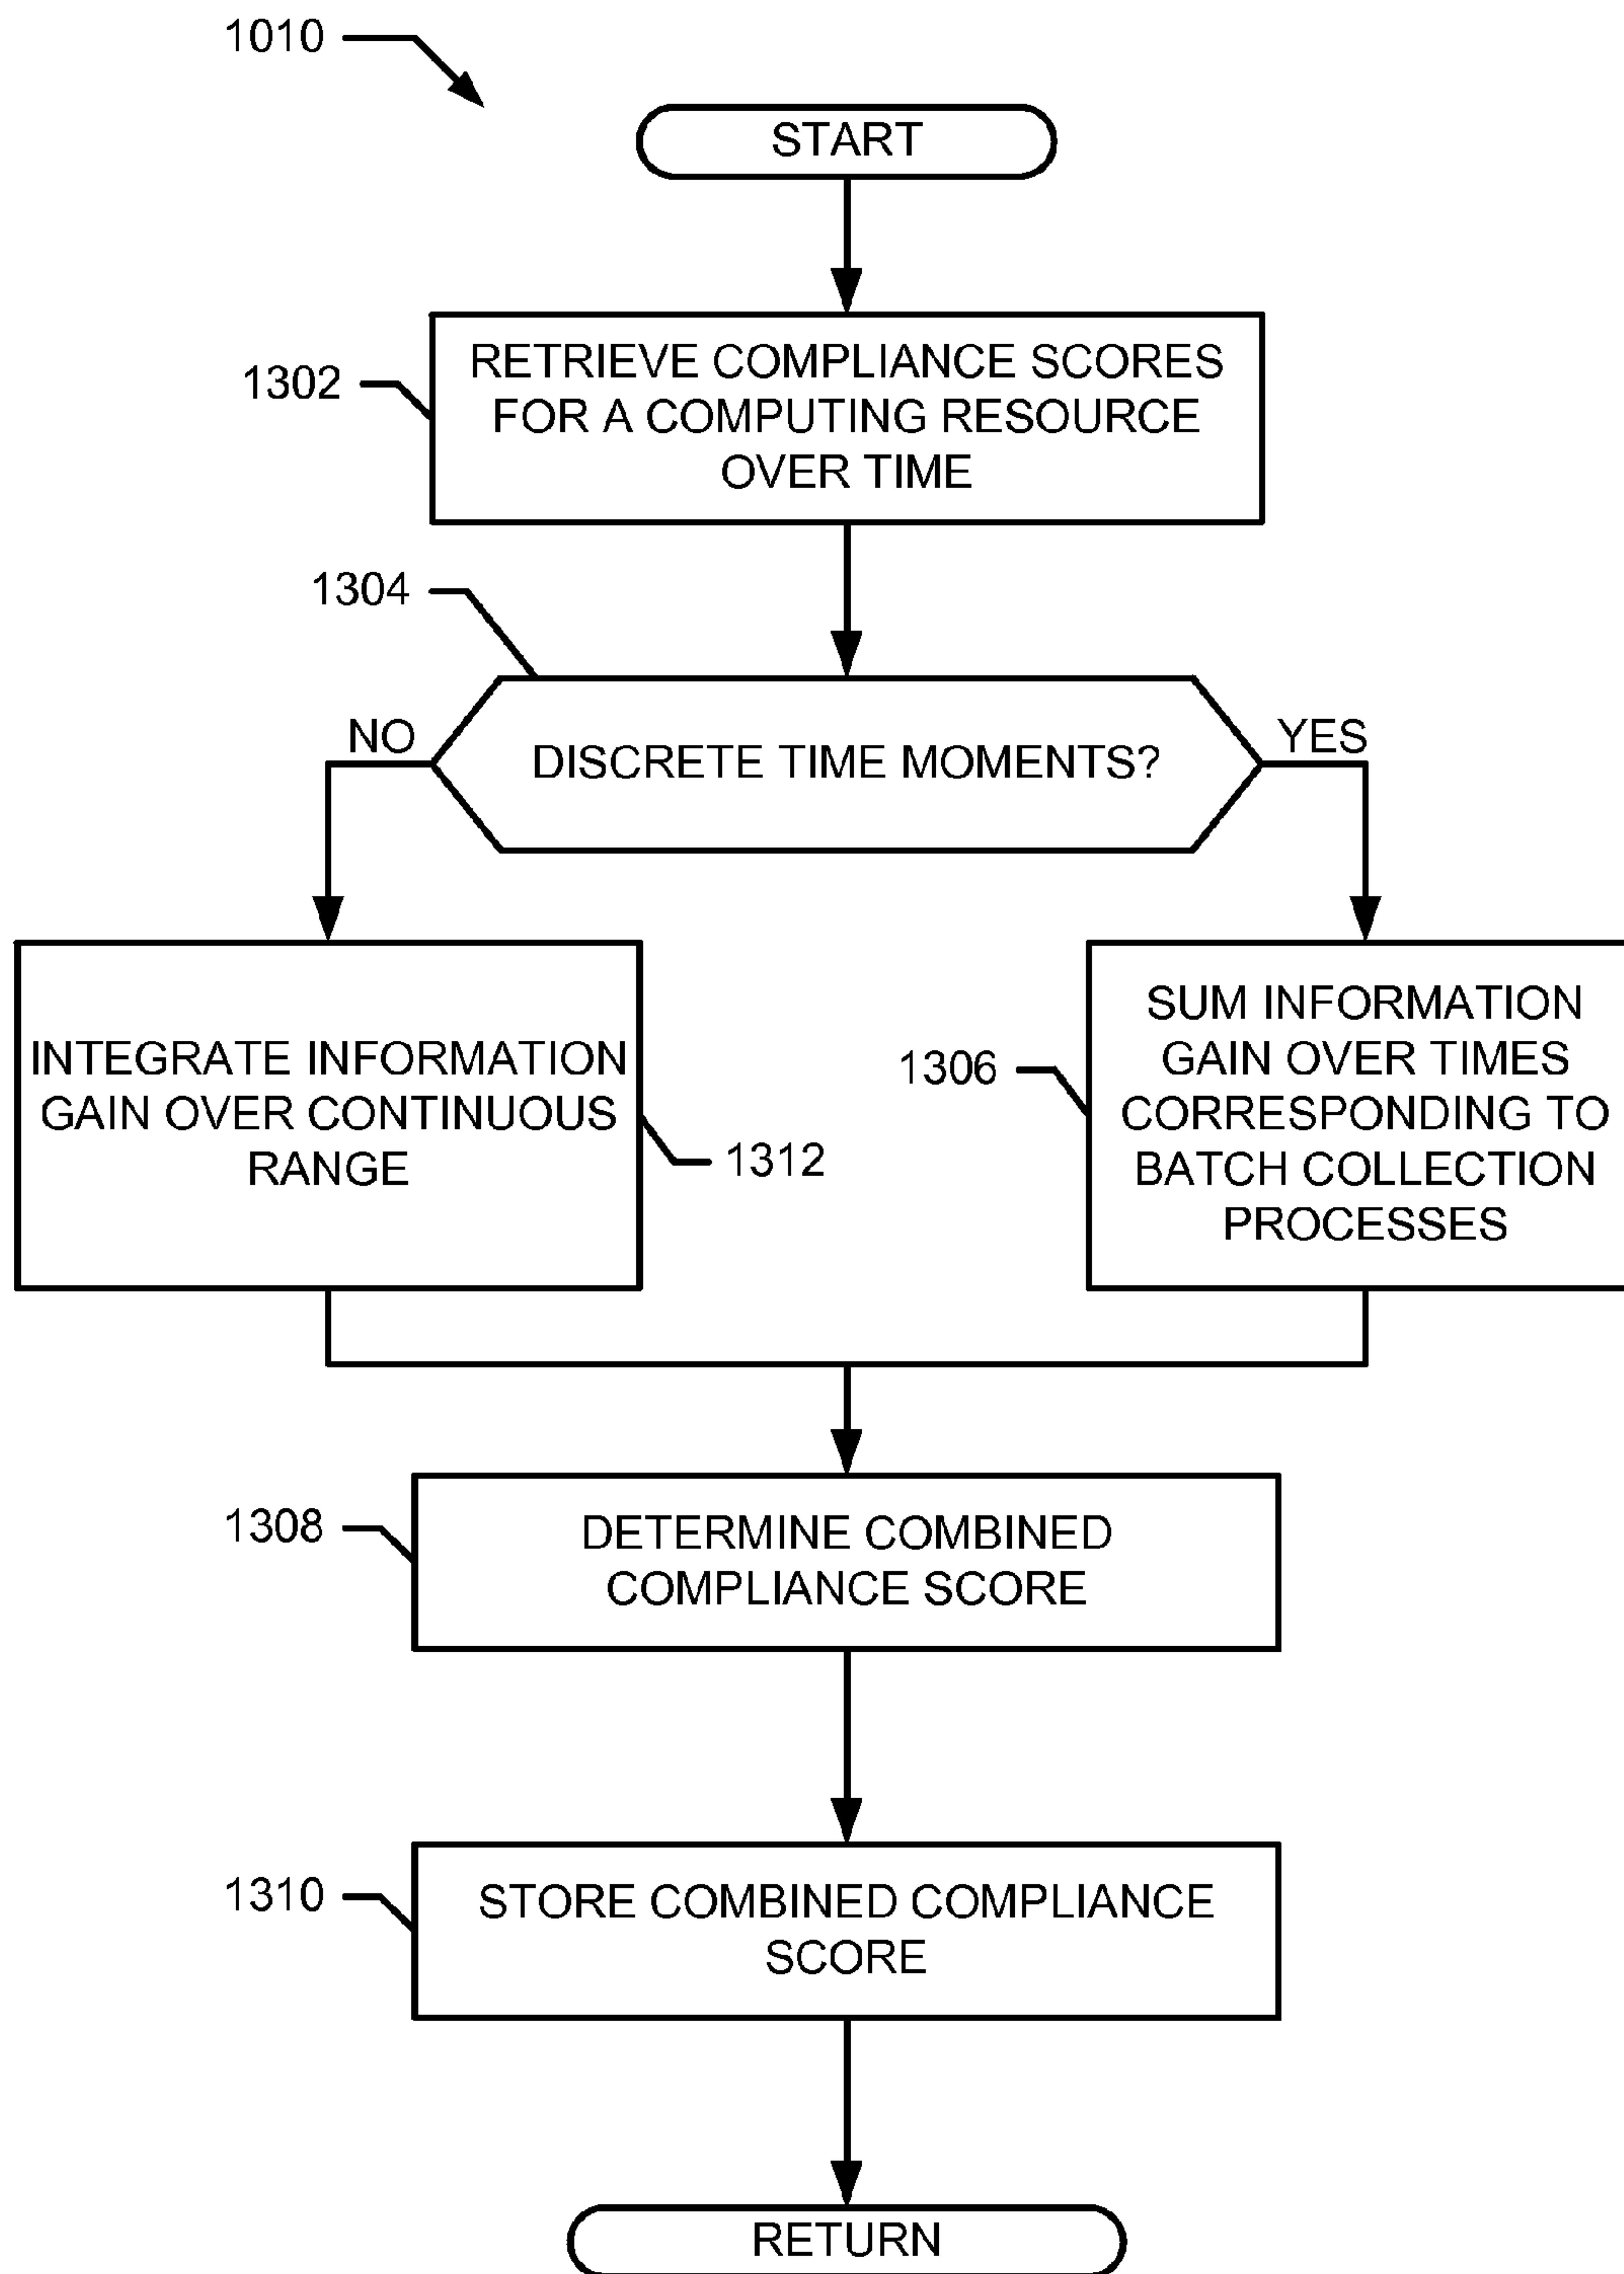 1010
START
1302
RETRIEVE COMPLIANCE SCORES
FOR A COMPUTING RESOURCE
OVER TIME
1304
NO
DISCRETE TIME MOMENTS?
YES
INTEGRATE INFORMATION
GAIN OVER CONTINUOUS
RANGE
1312
1306
SUM INFORMATION
GAIN OVER TIMES
CORRESPONDING TO
BATCH COLLECTION
PROCESSES
1308
DETERMINE COMBINED
COMPLIANCE SCORE
1310
STORE COMBINED COMPLIANCE
SCORE
RETURN